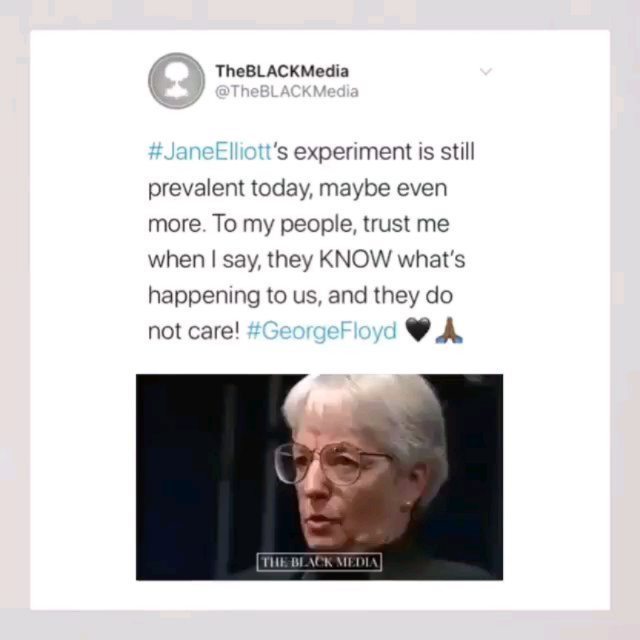 TheBLACKMedia
@TheBLACKMedia
#JaneElliott's experiment is still
prevalent today, maybe even
more. To my people, trust me
when I say, they KNOW what's
happening to us, and they do
not care! #GeorgeFloyd 🖤 🙏🏾
THE BLACK MEDIA